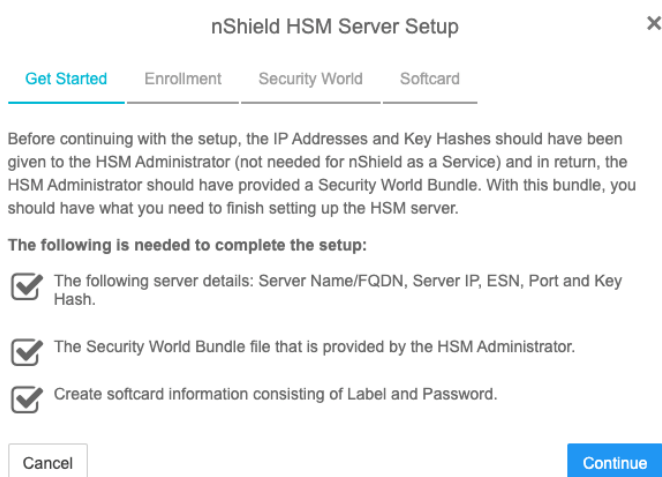 nShield HSM Server Setup
Get Started Enrollment Security World Softcard
Before continuing with the setup, the IP Addresses and Key Hashes should have been
given to the HSM Administrator (not needed for nShield as a Service) and in return, the
HSM Administrator should have provided a Security World Bundle. With this bundle, you
should have what you need to finish setting up the HSM server.
The following is needed to complete the setup:
The following server details: Server Name/FQDN, Server IP, ESN, Port and Key
Hash.
The Security World Bundle file that is provided by the HSM Administrator.
Create softcard information consisting of Label and Password.
Cancel Continue